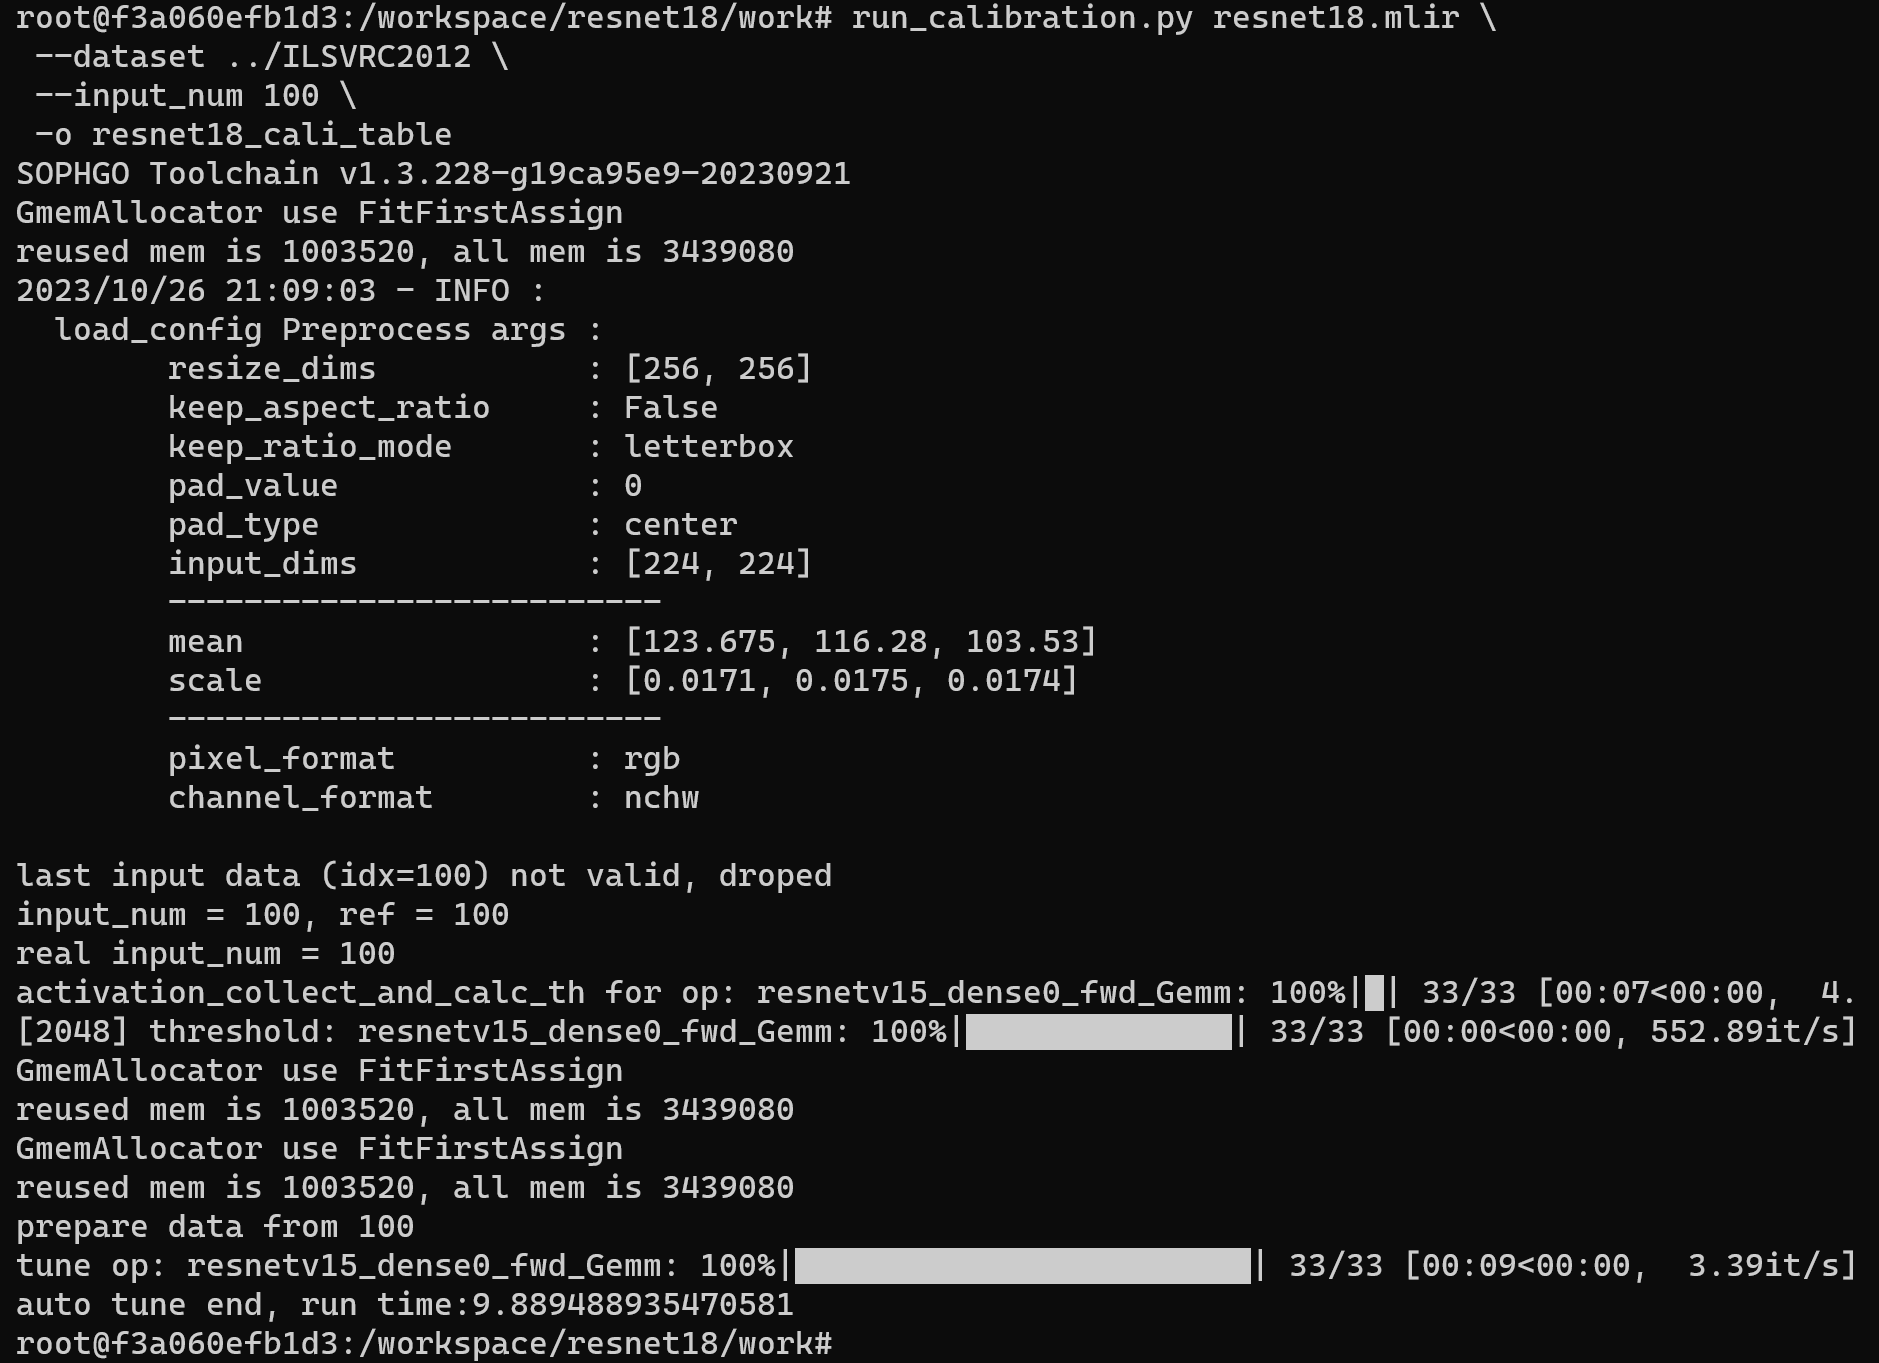 root@f3a060efb1d3:/workspace/resnet18/work# run_calibration.py resnet18.mlir \
--dataset ../ILSVRC2012 \
--input_num 100 \
-o resnet18_cali_table
SOPHGO Toolchain v1.3.228-g19ca95e9-20230921
GmemAllocator use FitFirstAssign
reused mem is 1003520, all mem is 3439080
2023/10/26 21:09:03 - INFO :
load_config Preprocess args :
resize_dims : [256, 256]
keep_aspect_ratio : False
keep_ratio_mode : letterbox
pad_value : 0
pad_type : center
input_dims : [224, 224]
--------------------------
mean : [123.675, 116.28, 103.53]
scale : [0.0171, 0.0175, 0.0174]
--------------------------
pixel_format : rgb
channel_format : nchw
last input data (idx=100) not valid, droped
input_num = 100, ref = 100
real input_num = 100
activation_collect_and_calc_th for op: resnetv15_dense0_fwd_Gemm: 100%|█| 33/33 [00:07<00:00, 4.
[2048] threshold: resnetv15_dense0_fwd_Gemm: 100%|██████████████| 33/33 [00:00<00:00, 552.89it/s]
GmemAllocator use FitFirstAssign
reused mem is 1003520, all mem is 3439080
GmemAllocator use FitFirstAssign
reused mem is 1003520, all mem is 3439080
prepare data from 100
tune op: resnetv15_dense0_fwd_Gemm: 100%|████████████████████████| 33/33 [00:09<00:00, 3.39it/s]
auto tune end, run time:9.889488935470581
root@f3a060efb1d3:/workspace/resnet18/work#